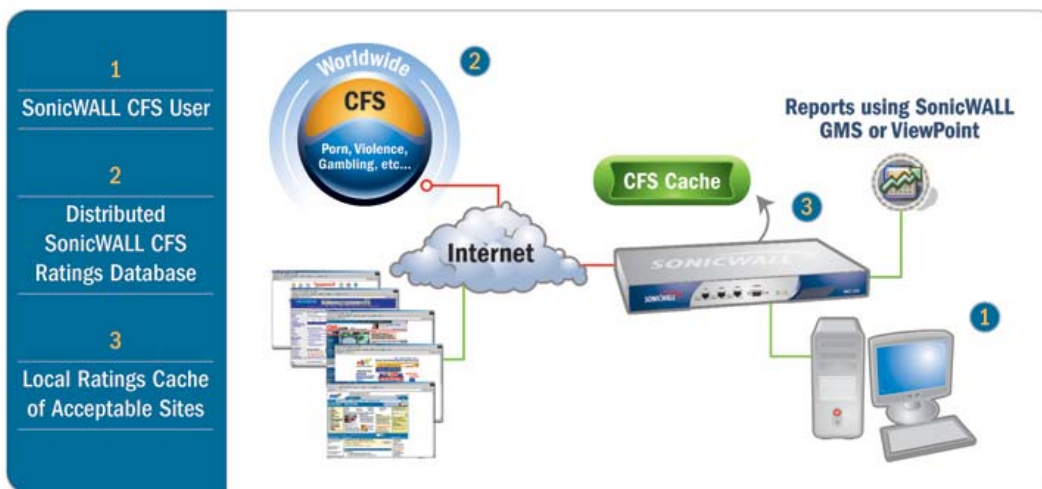 1
SonicWALL CFS User
2
Distributed
SonicWALL CFS
Ratings Database
3
Local Ratings Cache
of Acceptable Sites
Worldwide
CFS
Porn, Violence,
Gambling, etc...
2
Internet
CFS Cache
3
Reports using SonicWALL
GMS or ViewPoint
SONICWALL
SONICWALL
1